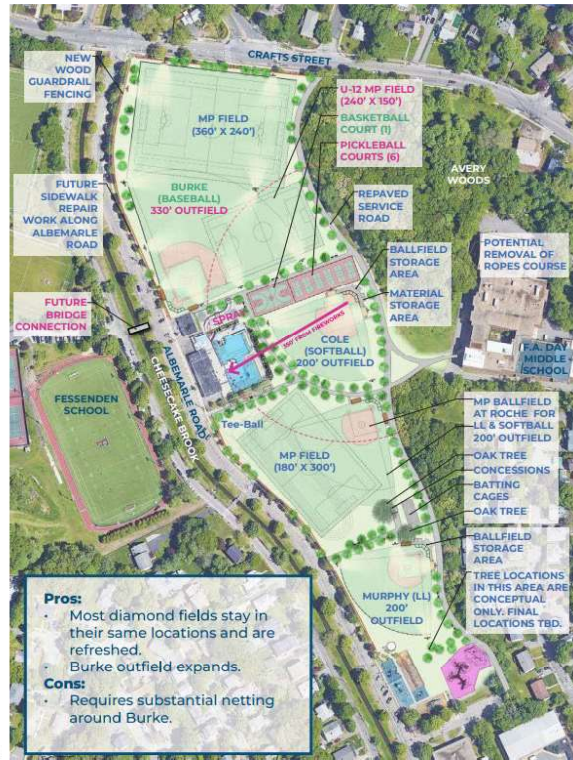 CRAFTS STREET
NEW
WOOD
GUARDRAIL
FENCING
MP FIELD
(360' X 240')
U-12 MP FIELD
(240' X 150')
BASKETBALL
COURT (1)
PICKLEBALL
COURTS (6)
AVERY
WOODS
BURKE
(BASEBALL)
330' OUTFIELD
FUTURE
SIDEWALK
REPAIR
WORK ALONG
ALBEMARLE
ROAD
REPAVED
SERVICE
ROAD
BALLFIELD
STORAGE
AREA
MATERIAL
STORAGE
AREA
POTENTIAL
REMOVAL OF
ROPES COURSE
FUTURE
BRIDGE
CONNECTION
SPRAY
350' FROM FIREWORKS
COLE
(SOFTBALL)
200' OUTFIELD
F.A. DAY
MIDDLE
SCHOOL
ALBEMARLE ROAD
CHEESECAKE BROOK
FESSENDEN
SCHOOL
Tee-Ball
MP FIELD
(180' X 300')
MP BALLFIELD
AT ROCHE FOR
LL & SOFTBALL
200' OUTFIELD
OAK TREE
CONCESSIONS
BATTING
CAGES
OAK TREE
BALLFIELD
STORAGE
AREA
TREE LOCATIONS
IN THIS AREA ARE
CONCEPTUAL
ONLY. FINAL
LOCATIONS TBD.
MURPHY (LL)
200'
OUTFIELD
Pros:
• Most diamond fields stay in
their same locations and are
refreshed.
• Burke outfield expands.
Cons:
• Requires substantial netting
around Burke.